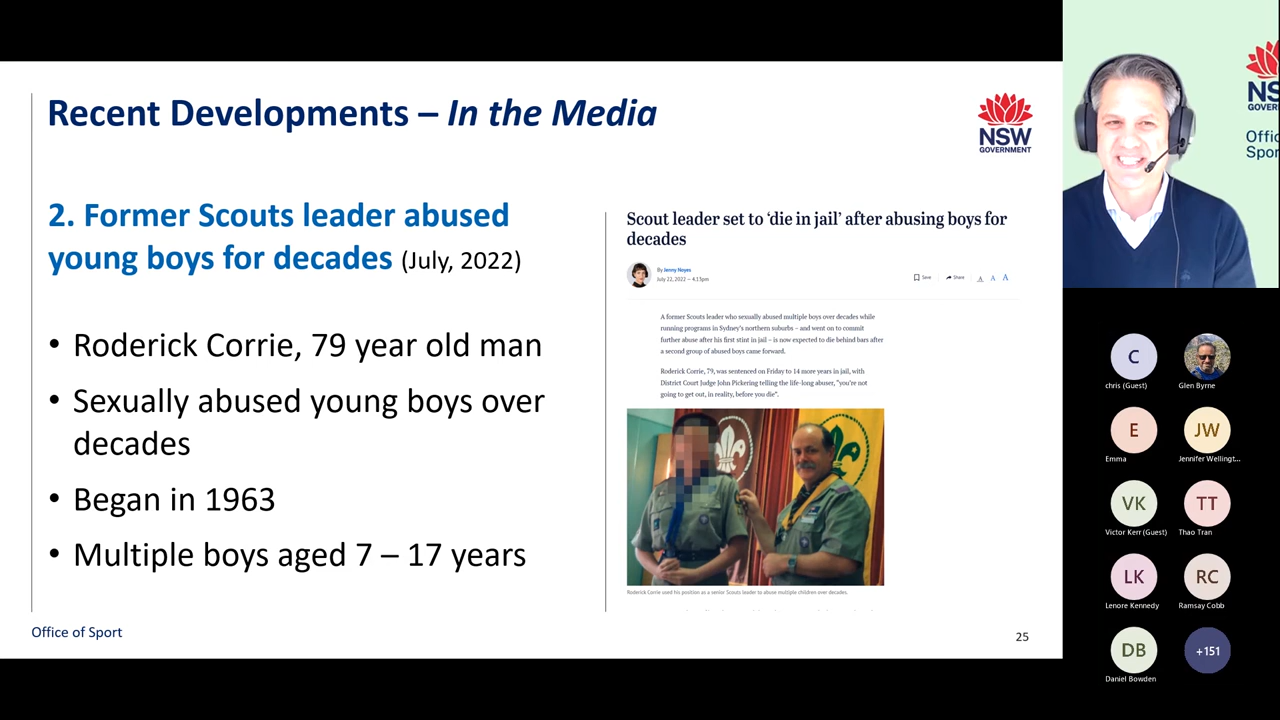 Recent Developments – In the Media
NSW
GOVERNMENT
2. Former Scouts leader abused
young boys for decades (July, 2022)
• Roderick Corrie, 79 year old man
• Sexually abused young boys over
decades
• Began in 1963
• Multiple boys aged 7 – 17 years
Scout leader set to ‘die in jail’ after abusing boys for
decades
By Jenny Noyes
July 22, 2022 – 4.13pm
Save
Share
A A A
A former Scouts leader who sexually abused multiple boys over decades while
running programs in Sydney’s northern suburbs – and went on to commit
further abuse after his first stint in jail – is now expected to die behind bars after
a second group of abused boys came forward.
Roderick Corrie, 79, was sentenced on Friday to 14 more years in jail, with
District Court Judge John Pickering telling the life-long abuser, “you’re not
going to get out, in reality, before you die”.
Roderick Corrie used his position as a senior Scouts leader to abuse multiple children over decades.
Office of Sport
25
NS
GOVER
Offic
Spor
C
chris (Guest)
Glen Byrne
E
Emma
JW
Jennifer Wellingt...
VK
Victor Kerr (Guest)
TT
Thao Tran
LK
Lenore Kennedy
RC
Ramsay Cobb
DB
Daniel Bowden
+151